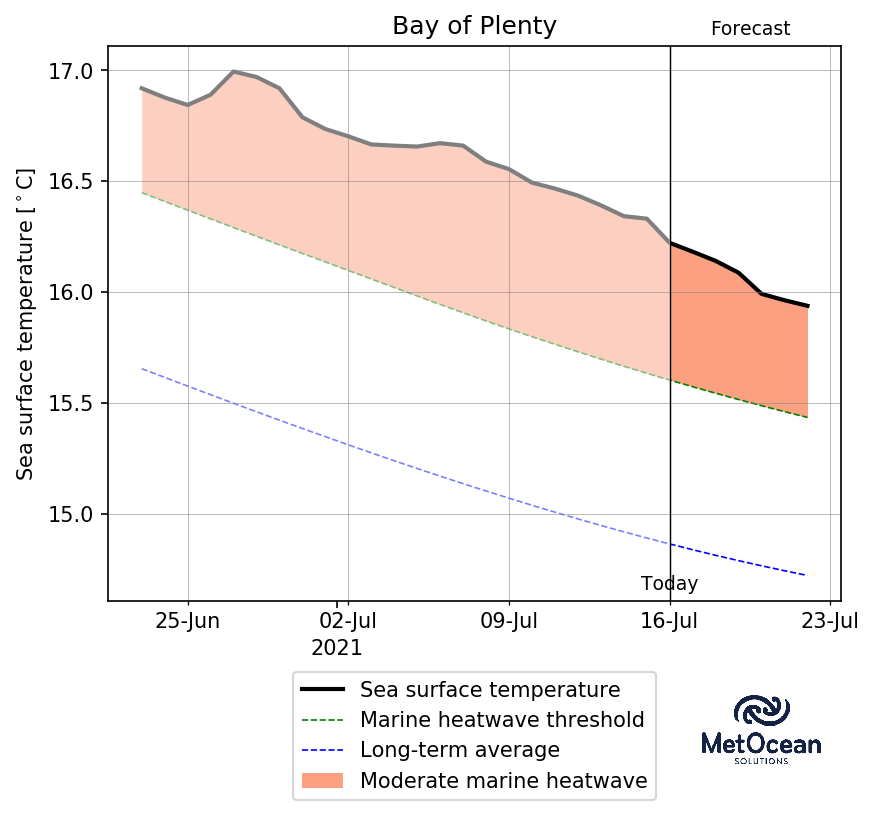 Bay of Plenty
Forecast
17.0
16.5
16.0
15.5
15.0
Sea surface temperature [°C]
Today
25-Jun
02-Jul
09-Jul
16-Jul
23-Jul
2021
Sea surface temperature
Marine heatwave threshold
Long-term average
Moderate marine heatwave
MetOcean
SOLUTIONS